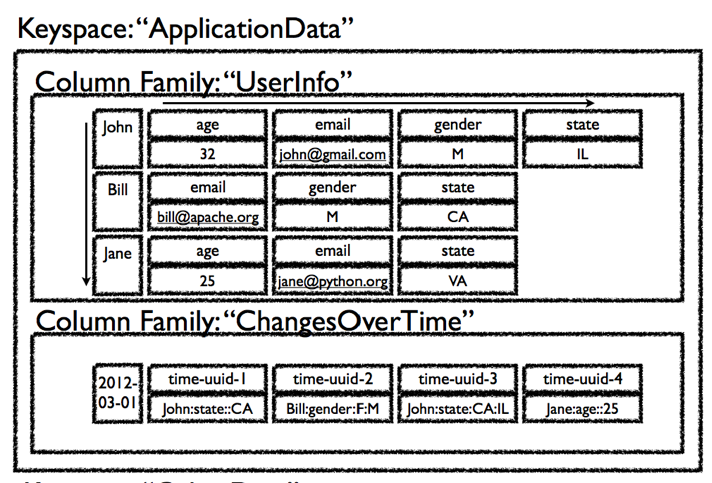 Keyspace: “ApplicationData”
Column Family: “UserInfo”
John age email gender state
32 john@gmail.com M IL
Bill email gender state
bill@apache.org M CA
Jane age email state
25 jane@python.org VA
Column Family: “ChangesOverTime”
2012-03-01 time-uuid-1 time-uuid-2 time-uuid-3 time-uuid-4
John:state::CA Bill:gender:F:M John:state:CA:IL Jane:age::25